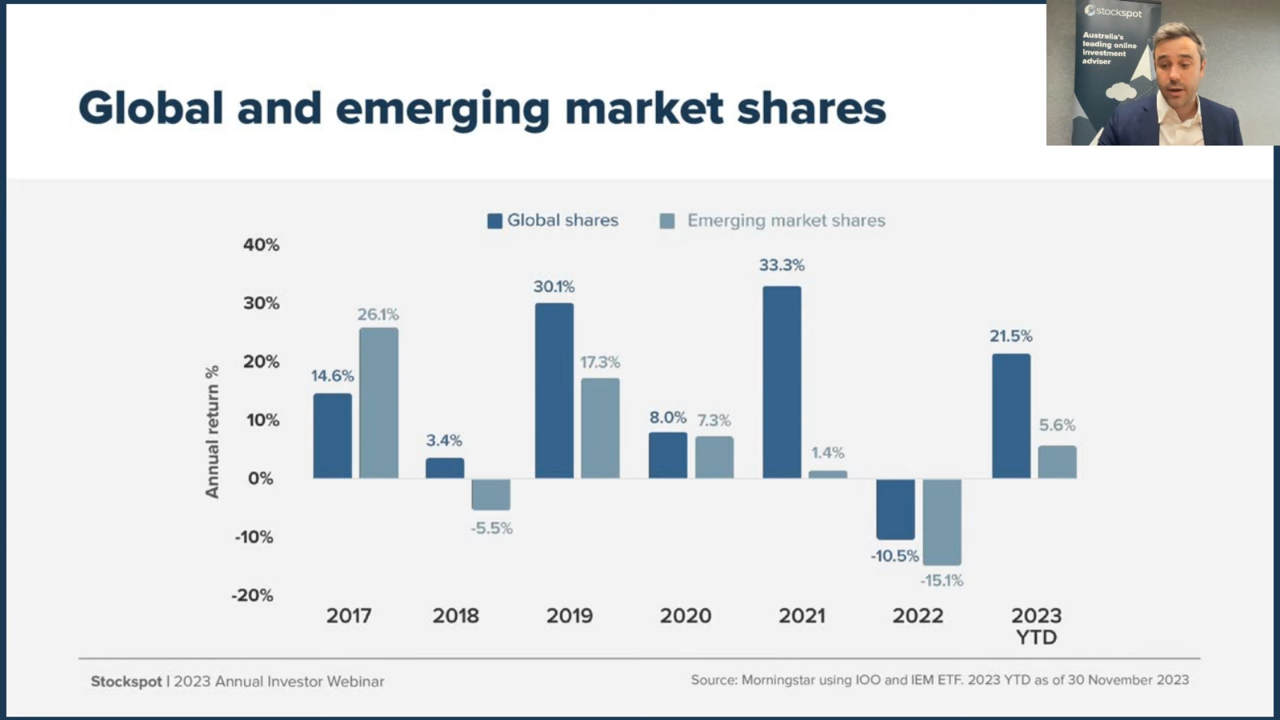 stockspot
Australia's
leading online
investment
adviser
Global and emerging market shares
Global shares
Emerging market shares
40%
30%
20%
10%
0%
-10%
-20%
Annual return %
14.6%
26.1%
3.4%
-5.5%
30.1%
17.3%
8.0%
7.3%
33.3%
1.4%
-10.5%
-15.1%
21.5%
5.6%
2017
2018
2019
2020
2021
2022
2023
YTD
Stockspot | 2023 Annual Investor Webinar
Source: Morningstar using IOO and IEM ETF. 2023 YTD as of 30 November 2023